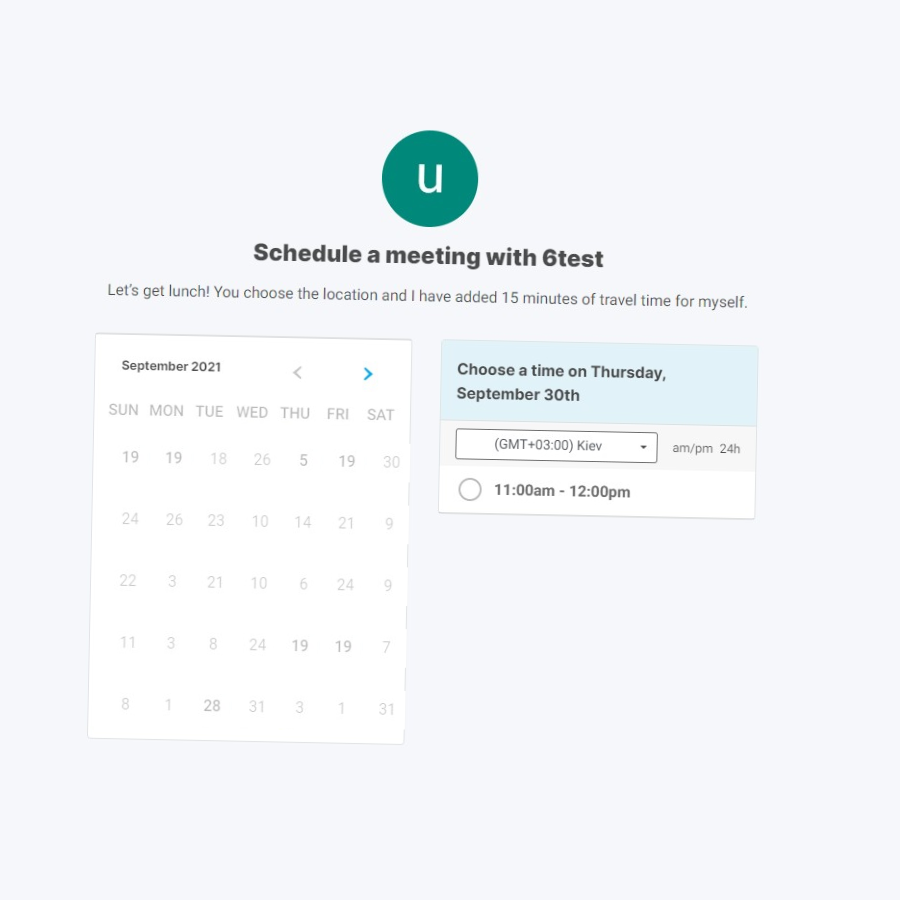 u
Schedule a meeting with 6test
Let's get lunch! You choose the location and I have added 15 minutes of travel time for myself.
September 2021
SUN MON TUE WED THU FRI SAT
19 19 18 26 5 19 30
24 26 23 10 14 21 9
22 3 21 10 6 24 9
11 3 8 24 19 19 7
8 1 28 31 3 1 31
Choose a time on Thursday,
September 30th
(GMT+03:00) Kiev am/pm 24h
11:00am - 12:00pm